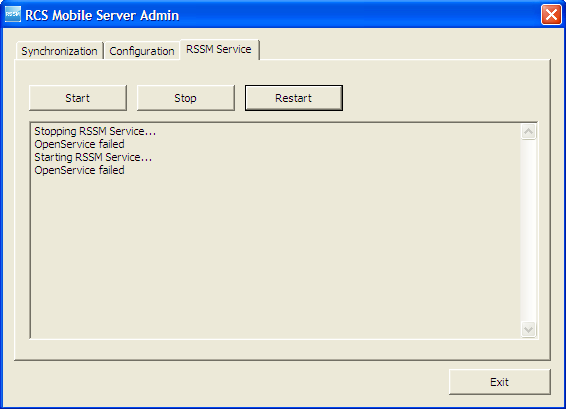 RSSM RCS Mobile Server Admin
Synchronization Configuration RSSM Service
Start Stop Restart
Stopping RSSM Service...
OpenService failed
Starting RSSM Service...
OpenService failed
Exit